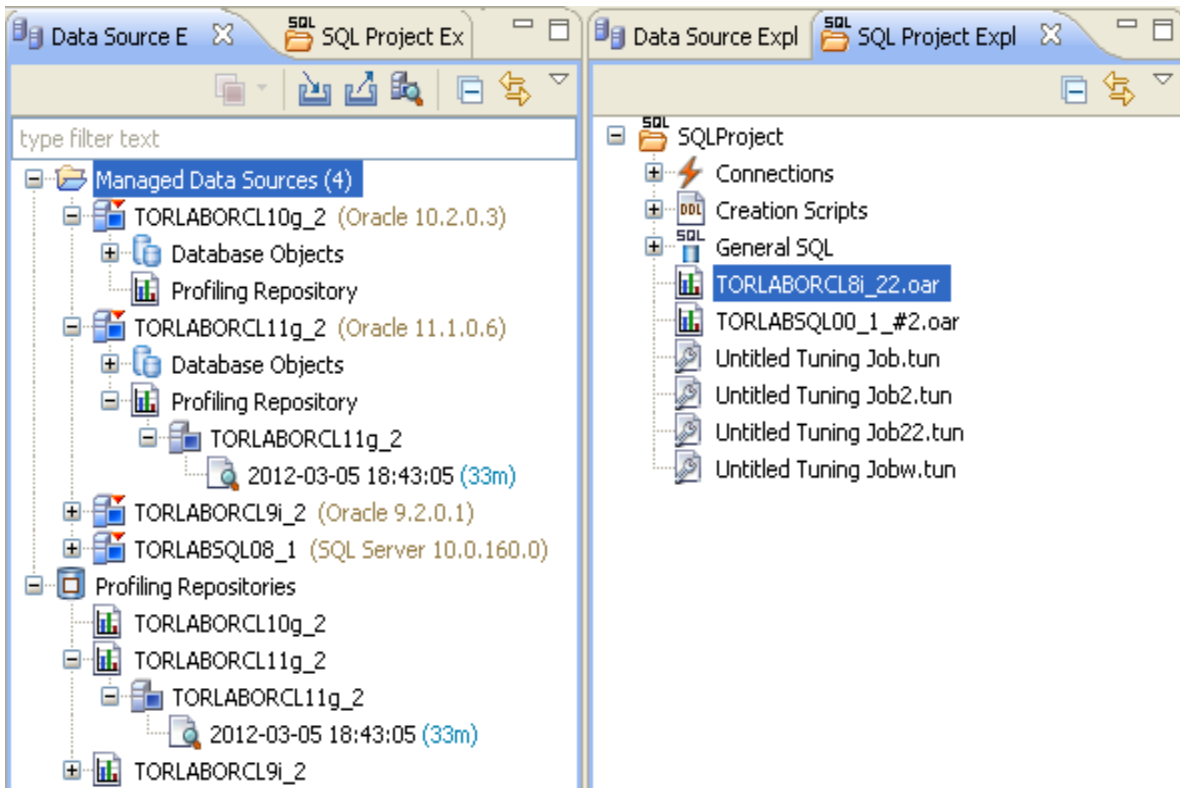 Data Source E
SQL SQL Project Ex
type filter text
Managed Data Sources (4)
TORLABORCL10g_2 (Oracle 10.2.0.3)
Database Objects
Profiling Repository
TORLABORCL11g_2 (Oracle 11.1.0.6)
Database Objects
Profiling Repository
TORLABORCL11g_2
2012-03-05 18:43:05 (33m)
TORLABORCL9i_2 (Oracle 9.2.0.1)
TORLABSQL08_1 (SQL Server 10.0.160.0)
Profiling Repositories
TORLABORCL10g_2
TORLABORCL11g_2
TORLABORCL11g_2
2012-03-05 18:43:05 (33m)
TORLABORCL9i_2
Data Source Expl
SQL SQL Project Expl
SQL SQLProject
Connections
DDL Creation Scripts
SQL General SQL
TORLABORCL8i_22.oar
TORLABSQL00_1_#2.oar
Untitled Tuning Job.tun
Untitled Tuning Job2.tun
Untitled Tuning Job22.tun
Untitled Tuning Jobw.tun